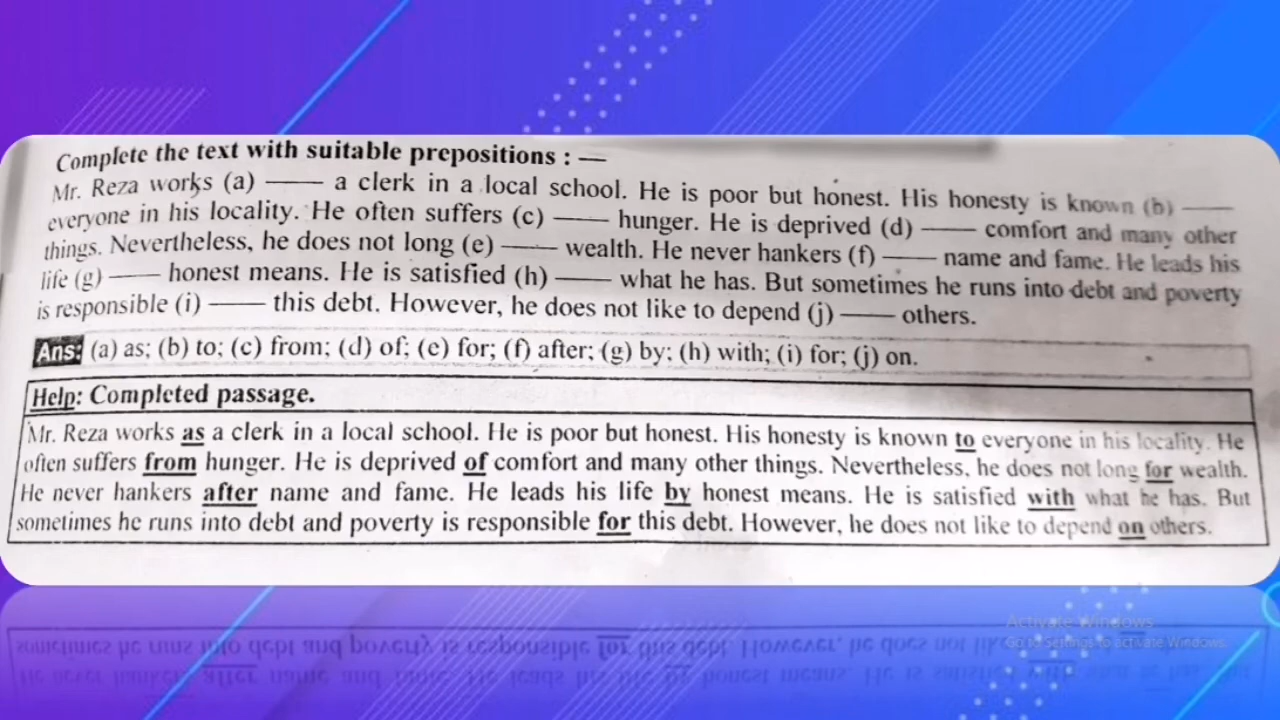 Complete the text with suitable prepositions : —
Mr. Reza works (a) —— a clerk in a local school. He is poor but honest. His honesty is known (b) ——
everyone in his locality. He often suffers (c) —— hunger. He is deprived (d) —— comfort and many other
things. Nevertheless, he does not long (e) —— wealth. He never hankers (f) —— name and fame. He leads his
life (g) —— honest means. He is satisfied (h) —— what he has. But sometimes he runs into debt and poverty
is responsible (i) —— this debt. However, he does not like to depend (j) —— others.
Ans: (a) as; (b) to; (c) from; (d) of; (e) for; (f) after; (g) by; (h) with; (i) for; (j) on.
Help: Completed passage.
Mr. Reza works as a clerk in a local school. He is poor but honest. His honesty is known to everyone in his locality. He
often suffers from hunger. He is deprived of comfort and many other things. Nevertheless, he does not long for wealth.
He never hankers after name and fame. He leads his life by honest means. He is satisfied with what he has. But
sometimes he runs into debt and poverty is responsible for this debt. However, he does not like to depend on others.
Activate Windows
Go to Settings to activate Windows.